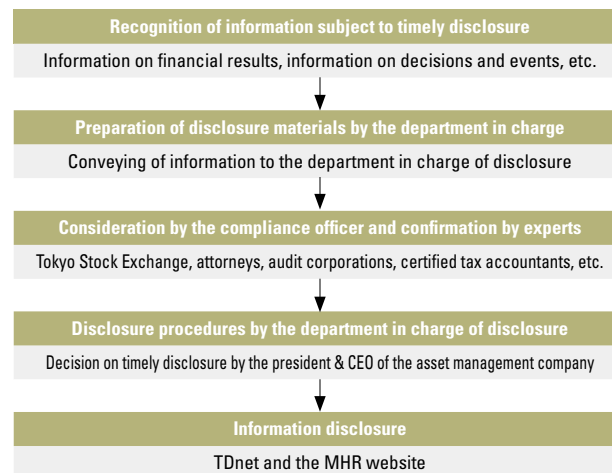 Recognition of information subject to timely disclosure
Information on financial results, information on decisions and events, etc.
Preparation of disclosure materials by the department in charge
Conveying of information to the department in charge of disclosure
Consideration by the compliance officer and confirmation by experts
Tokyo Stock Exchange, attorneys, audit corporations, certified tax accountants, etc.
Disclosure procedures by the department in charge of disclosure
Decision on timely disclosure by the president & CEO of the asset management company
Information disclosure
TDnet and the MHR website